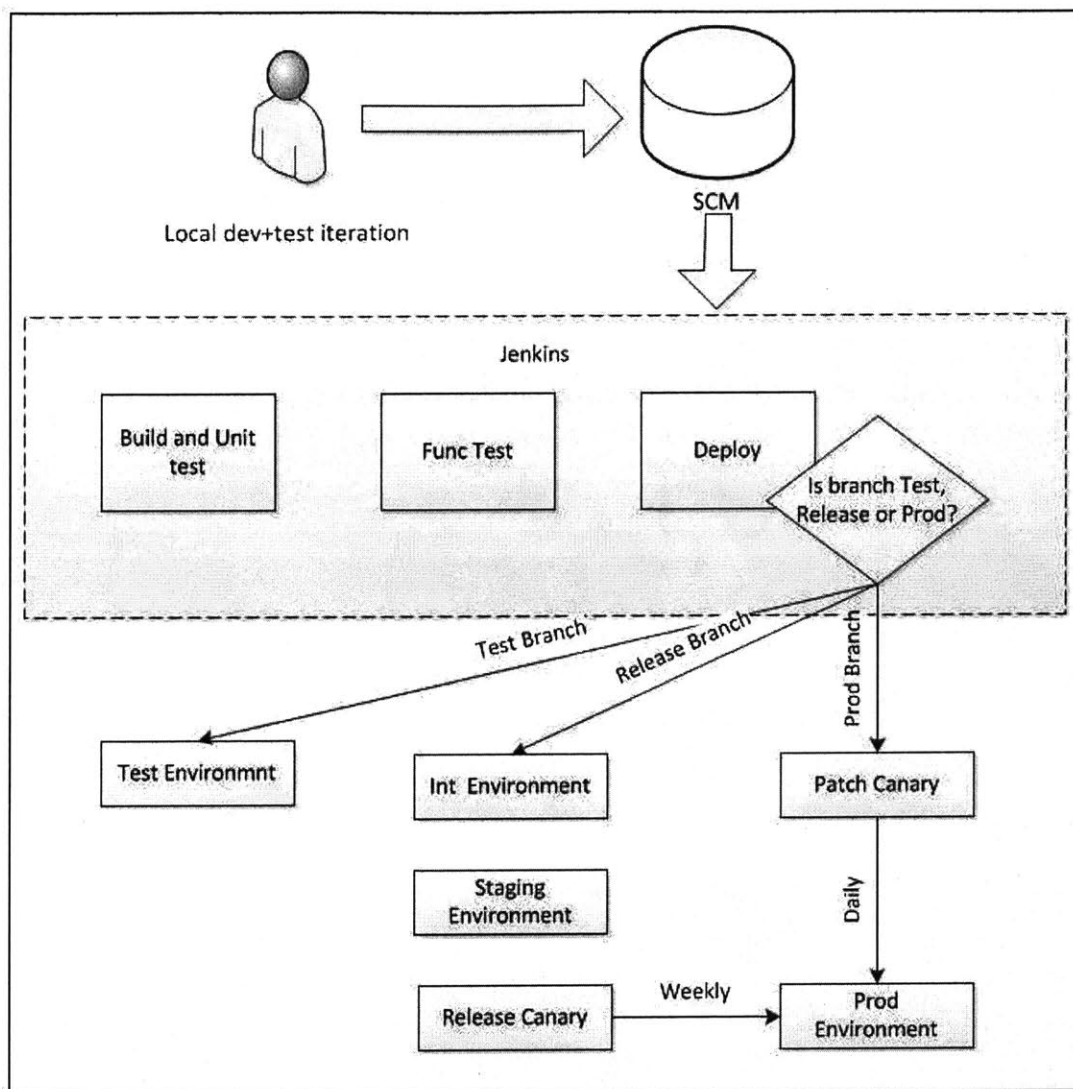 SCM
Local dev+test iteration
Jenkins
Build and Unit
test
Func Test
Deploy
Is branch Test,
Release or Prod?
Test Branch
Release Branch
Prod Branch
Test Environmnt
Int Environment
Patch Canary
Staging
Environment
Daily
Release Canary
Weekly
Prod
Environment